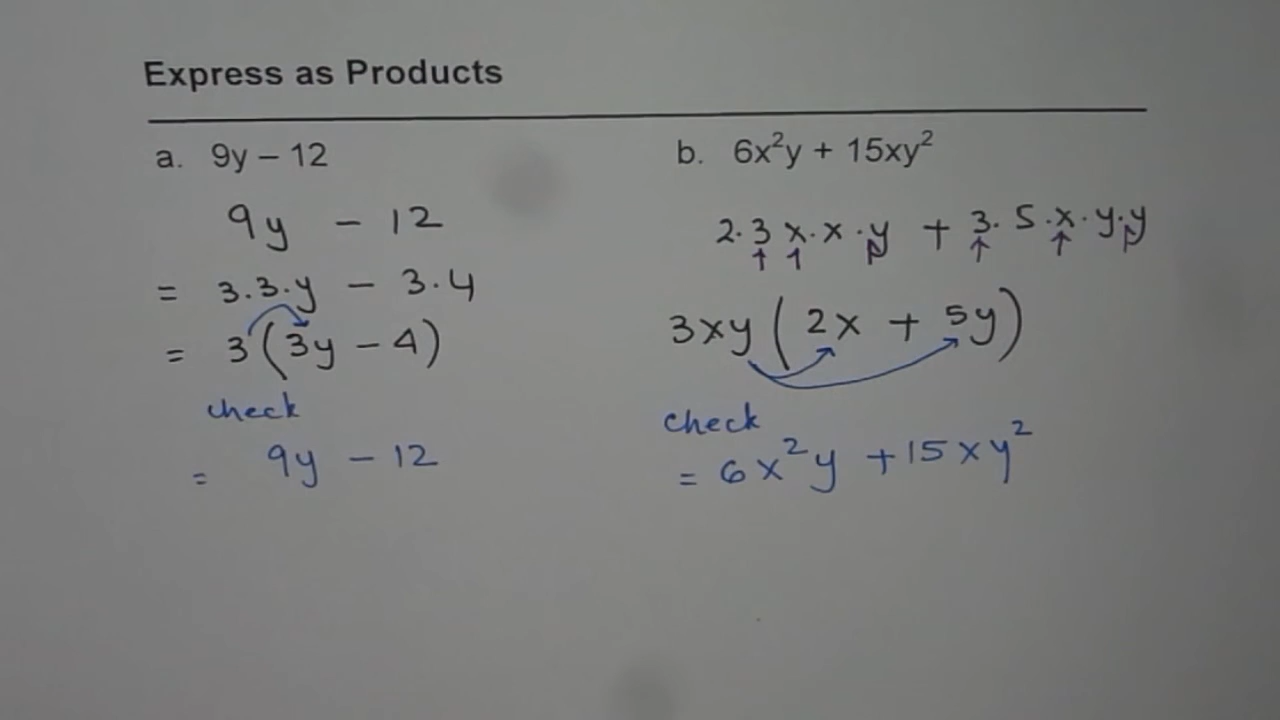 Express as Products
a. 9y – 12
9y - 12
= 3.3.y - 3.4
= 3(3y - 4)
check
= 9y - 12
b. 6x²y + 15xy²
2.3 x.x.y + 3.5.x.y.y
3xy(2x + 5y)
check
= 6x²y + 15xy²